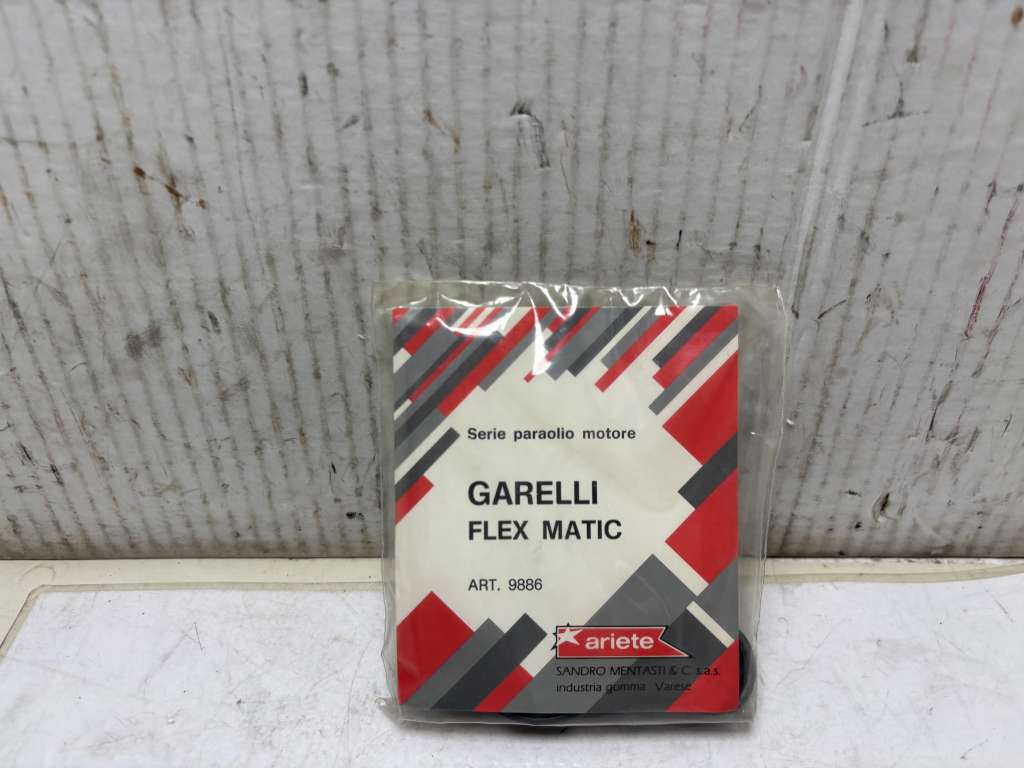 Serie paraolio motore
GARELLI
FLEX MATIC
ART. 9886
ariete
SANDRO MENTASTI & C. s.a.s.
industria gomma Varese